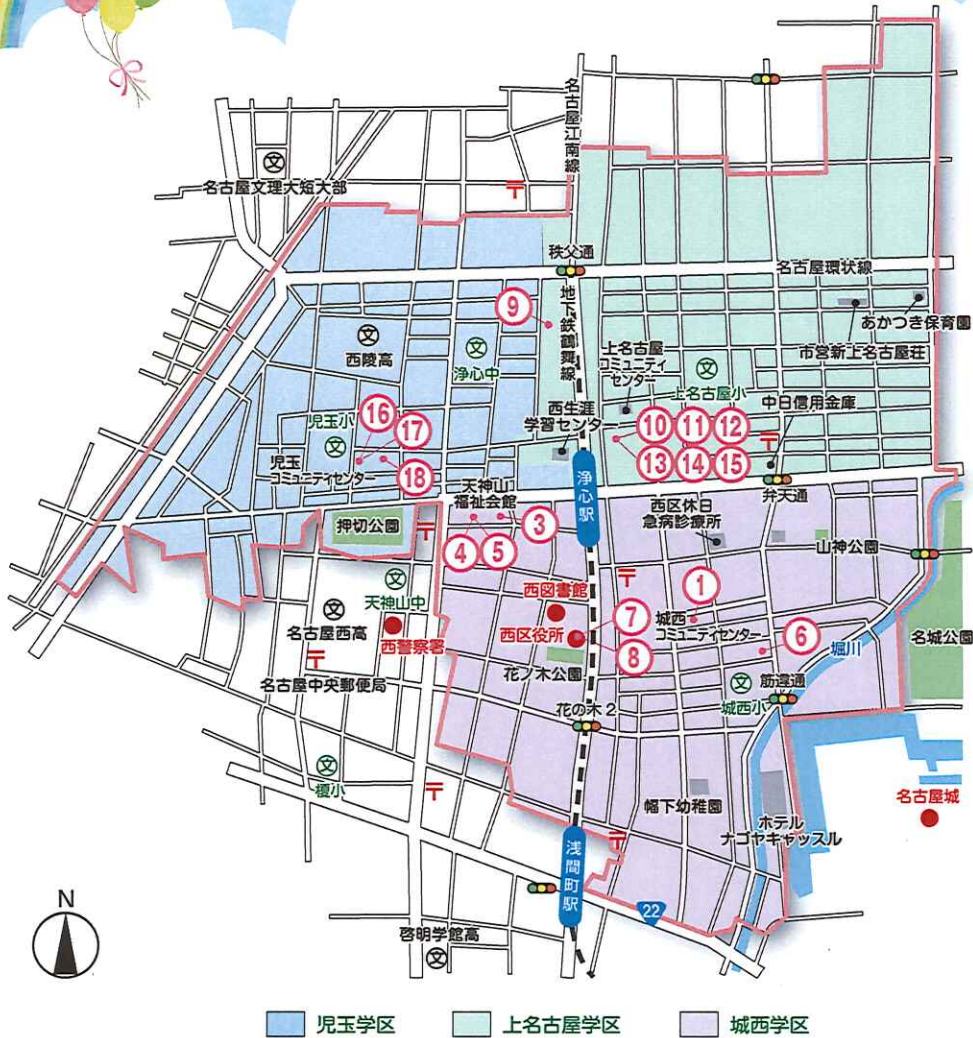 名古屋江南線
名古屋文理大短大部
文
〒
秩父通
名古屋環状線
地下鉄鶴舞線
⑨
文
西陵高
文
浄心中
上名古屋
コミュニティ
センター
文
上名古屋小
あかつき保育園
市営新上名古屋荘
中日信用金庫
児玉小
文
⑯
⑰
⑱
児玉
コミュニティセンター
西生涯
学習センター
⑩ ⑪ ⑫
⑬ ⑭ ⑮
〒
浄心駅
弁天通
天神山
福祉会館
③
④ ⑤
押切公園
〒
西区休日
急病診療所
山神公園
文
天神山中
文
名古屋西高
西警察署
〒
名古屋中央郵便局
西図書館
西区役所
⑦
⑧
花ノ木公園
〒
①
城西
コミュニティセンター
⑥
堀川
名城公園
文
城西小
筋違通
花の木2
文
榎小
〒
幅下幼稚園
ホテル
ナゴヤキャッスル
名古屋城
〒
浅間町駅
22
啓明学館高
文
N
児玉学区
上名古屋学区
城西学区